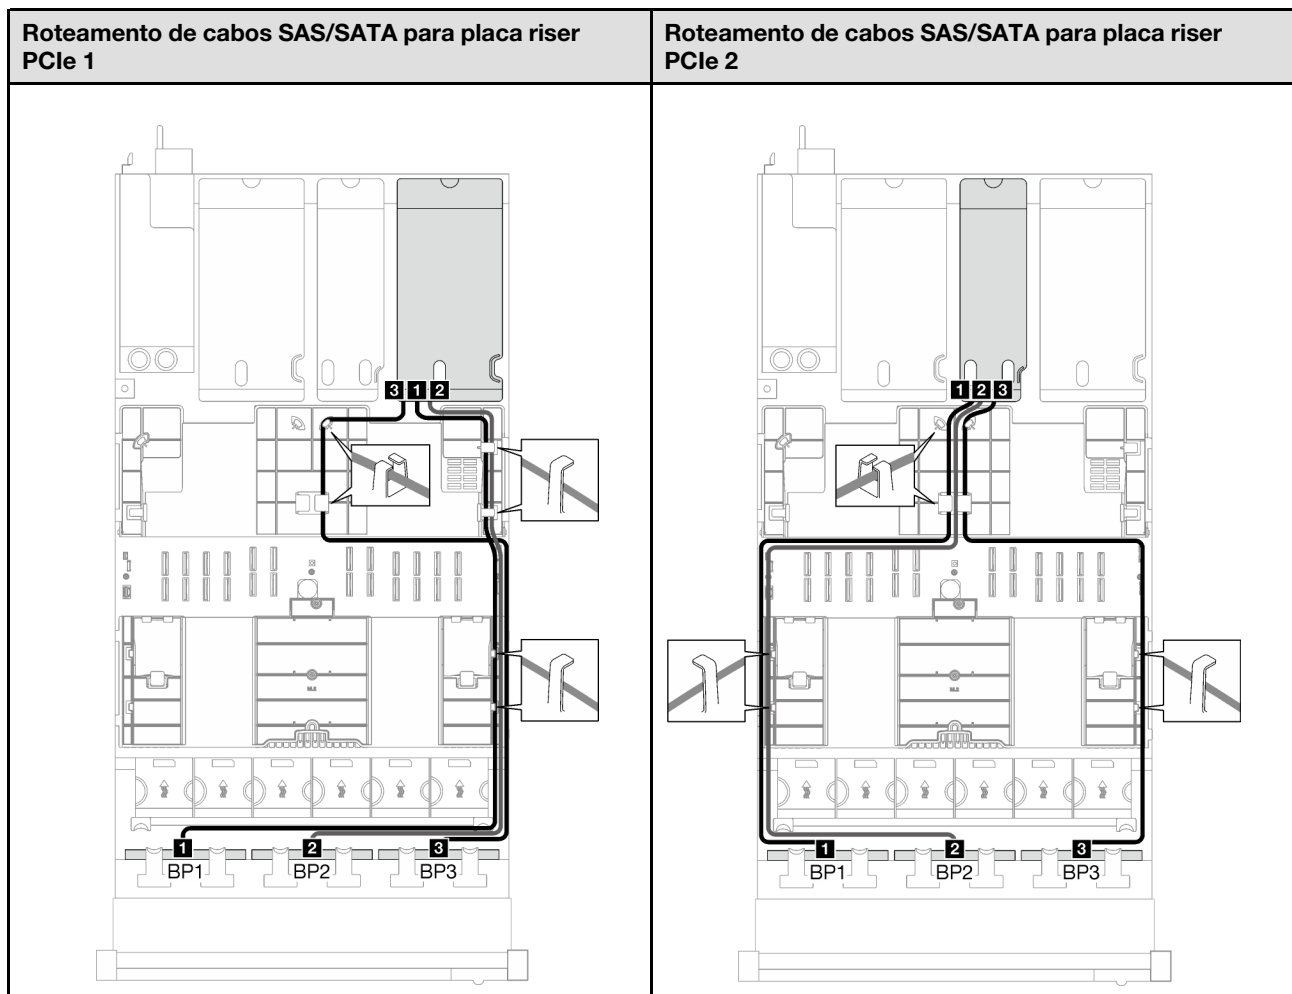 Roteamento de cabos SAS/SATA para placa riser
PCIe 1
Roteamento de cabos SAS/SATA para placa riser
PCIe 2
3 1 2
1 2 3
M.2
M.2
1 2 3
BP1 BP2 BP3
1 2 3
BP1 BP2 BP3